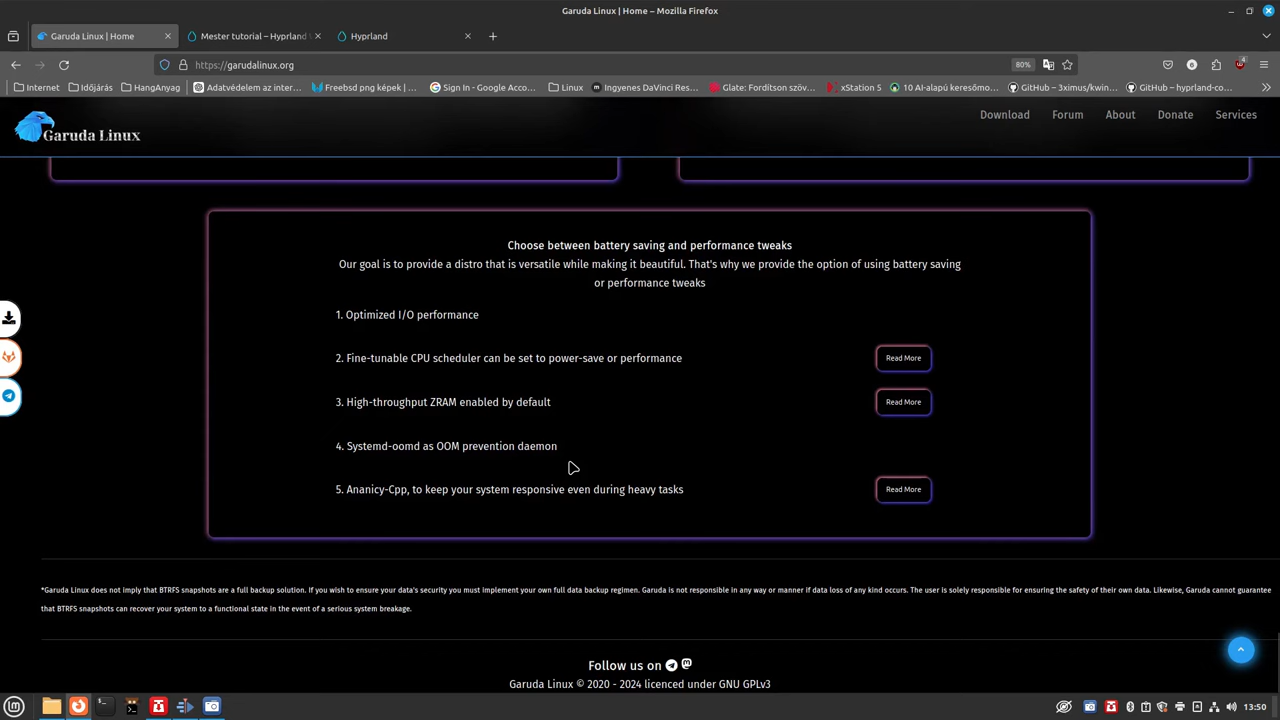 Garuda Linux | Home – Mozilla Firefox
Garuda Linux | Home
Mester tutorial – Hyprland
Hyprland
https://garudalinux.org
80%
Internet
Időjárás
HangAnyag
Adatvédelem az inter…
Freebsd png képek | …
Sign In - Google Acco…
Linux
Ingyenes DaVinci Res…
Glate: Fordítson szöv…
xStation 5
10 AI-alapú keresőmo…
GitHub – 3ximus/kwin…
GitHub – hyprland-co…
Garuda Linux
Download
Forum
About
Donate
Services
Choose between battery saving and performance tweaks
Our goal is to provide a distro that is versatile while making it beautiful. That's why we provide the option of using battery saving
or performance tweaks
1. Optimized I/O performance
2. Fine-tunable CPU scheduler can be set to power-save or performance
Read More
3. High-throughput ZRAM enabled by default
Read More
4. Systemd-oomd as OOM prevention daemon
5. Ananicy-Cpp, to keep your system responsive even during heavy tasks
Read More
*Garuda Linux does not imply that BTRFS snapshots are a full backup solution. If you wish to ensure your data's security you must implement your own full data backup regimen. Garuda is not responsible in any way or manner if data loss of any kind occurs. The user is solely responsible for ensuring the safety of their own data. Likewise, Garuda cannot guarantee
that BTRFS snapshots can recover your system to a functional state in the event of a serious system breakage.
Follow us on
Garuda Linux © 2020 - 2024 licenced under GNU GPLv3
13:50